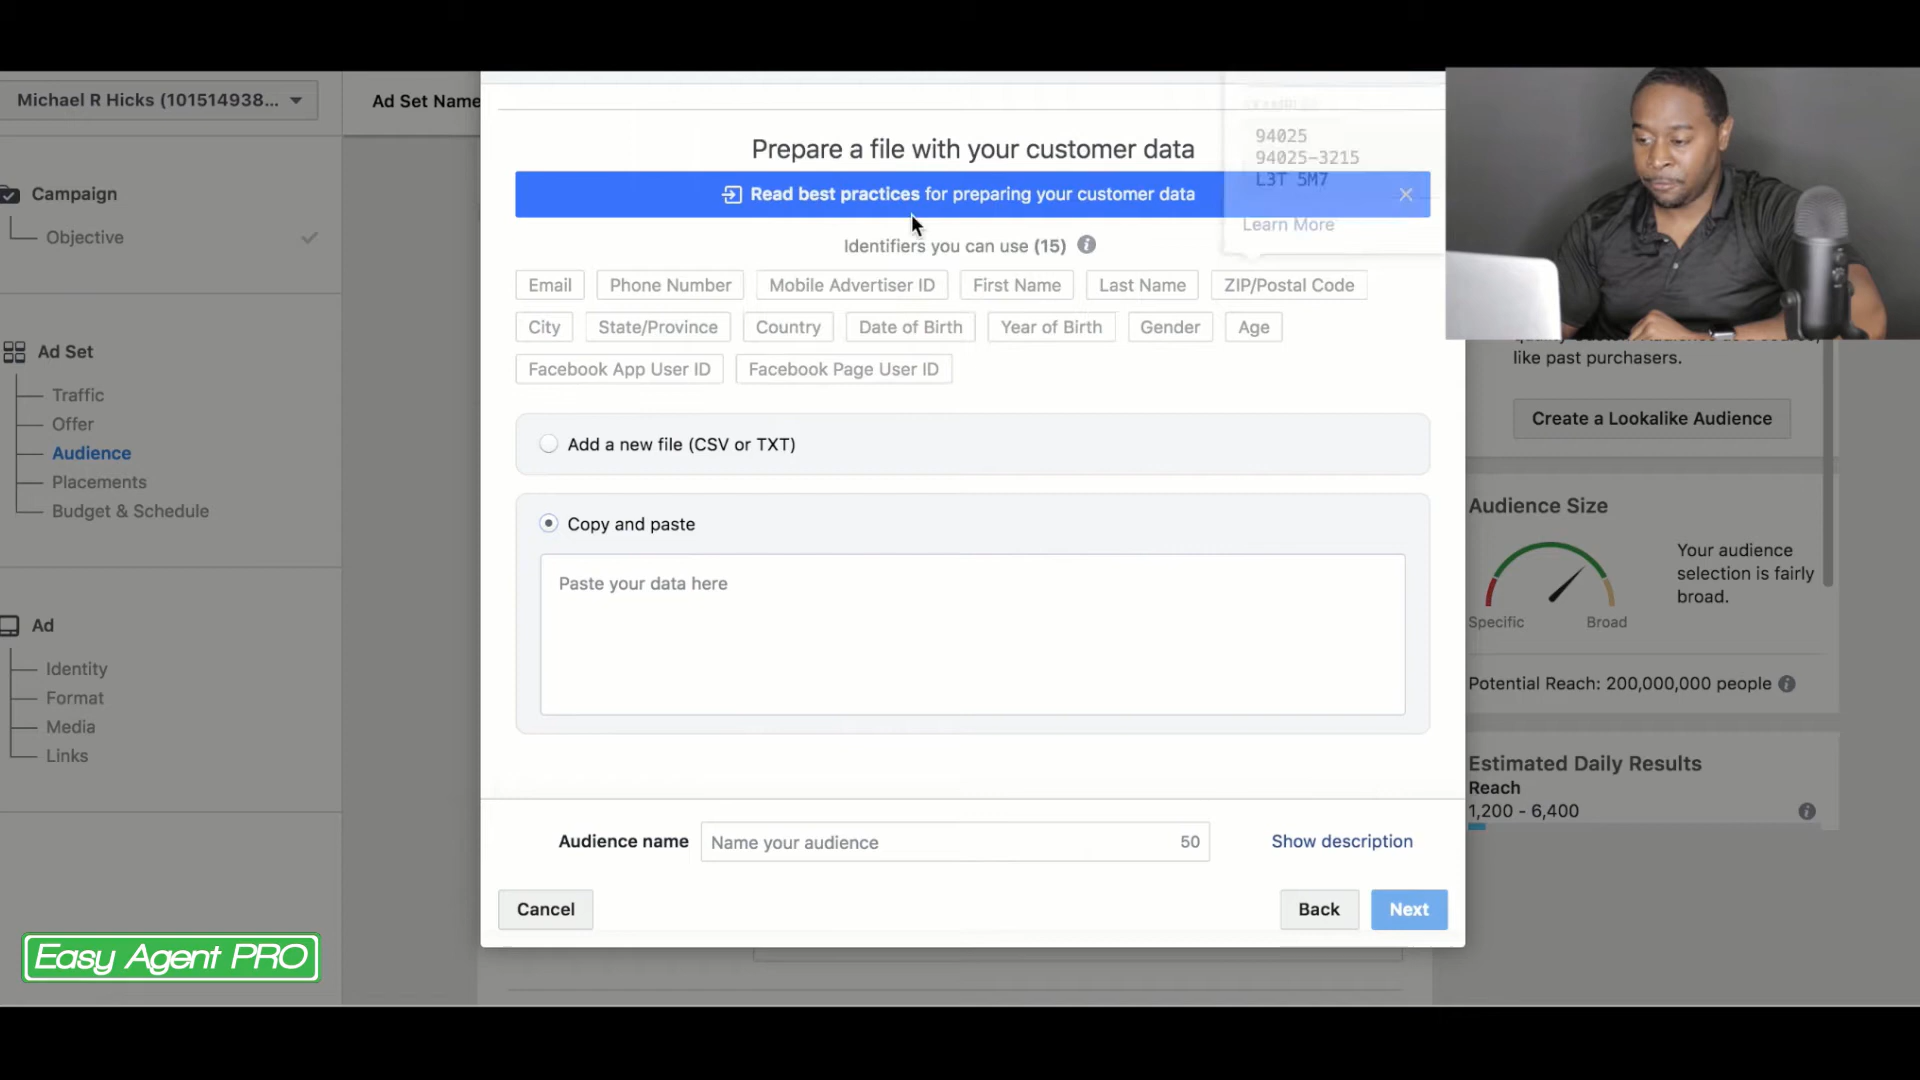 Michael R Hicks (101514938...
Ad Set Name
Campaign
Objective
Ad Set
Traffic
Offer
Audience
Placements
Budget & Schedule
Ad
Identity
Format
Media
Links
Easy Agent PRO
Prepare a file with your customer data
Read best practices for preparing your customer data
94025
94025-3215
L3T 5M7
Learn More
Identifiers you can use (15)
Email Phone Number Mobile Advertiser ID First Name Last Name ZIP/Postal Code
City State/Province Country Date of Birth Year of Birth Gender Age
Facebook App User ID Facebook Page User ID
Add a new file (CSV or TXT)
Copy and paste
Paste your data here
Audience name Name your audience 50 Show description
Cancel Back Next
like past purchasers.
Create a Lookalike Audience
Audience Size
Your audience
selection is fairly
broad.
Specific Broad
Potential Reach: 200,000,000 people
Estimated Daily Results
Reach
1,200 - 6,400